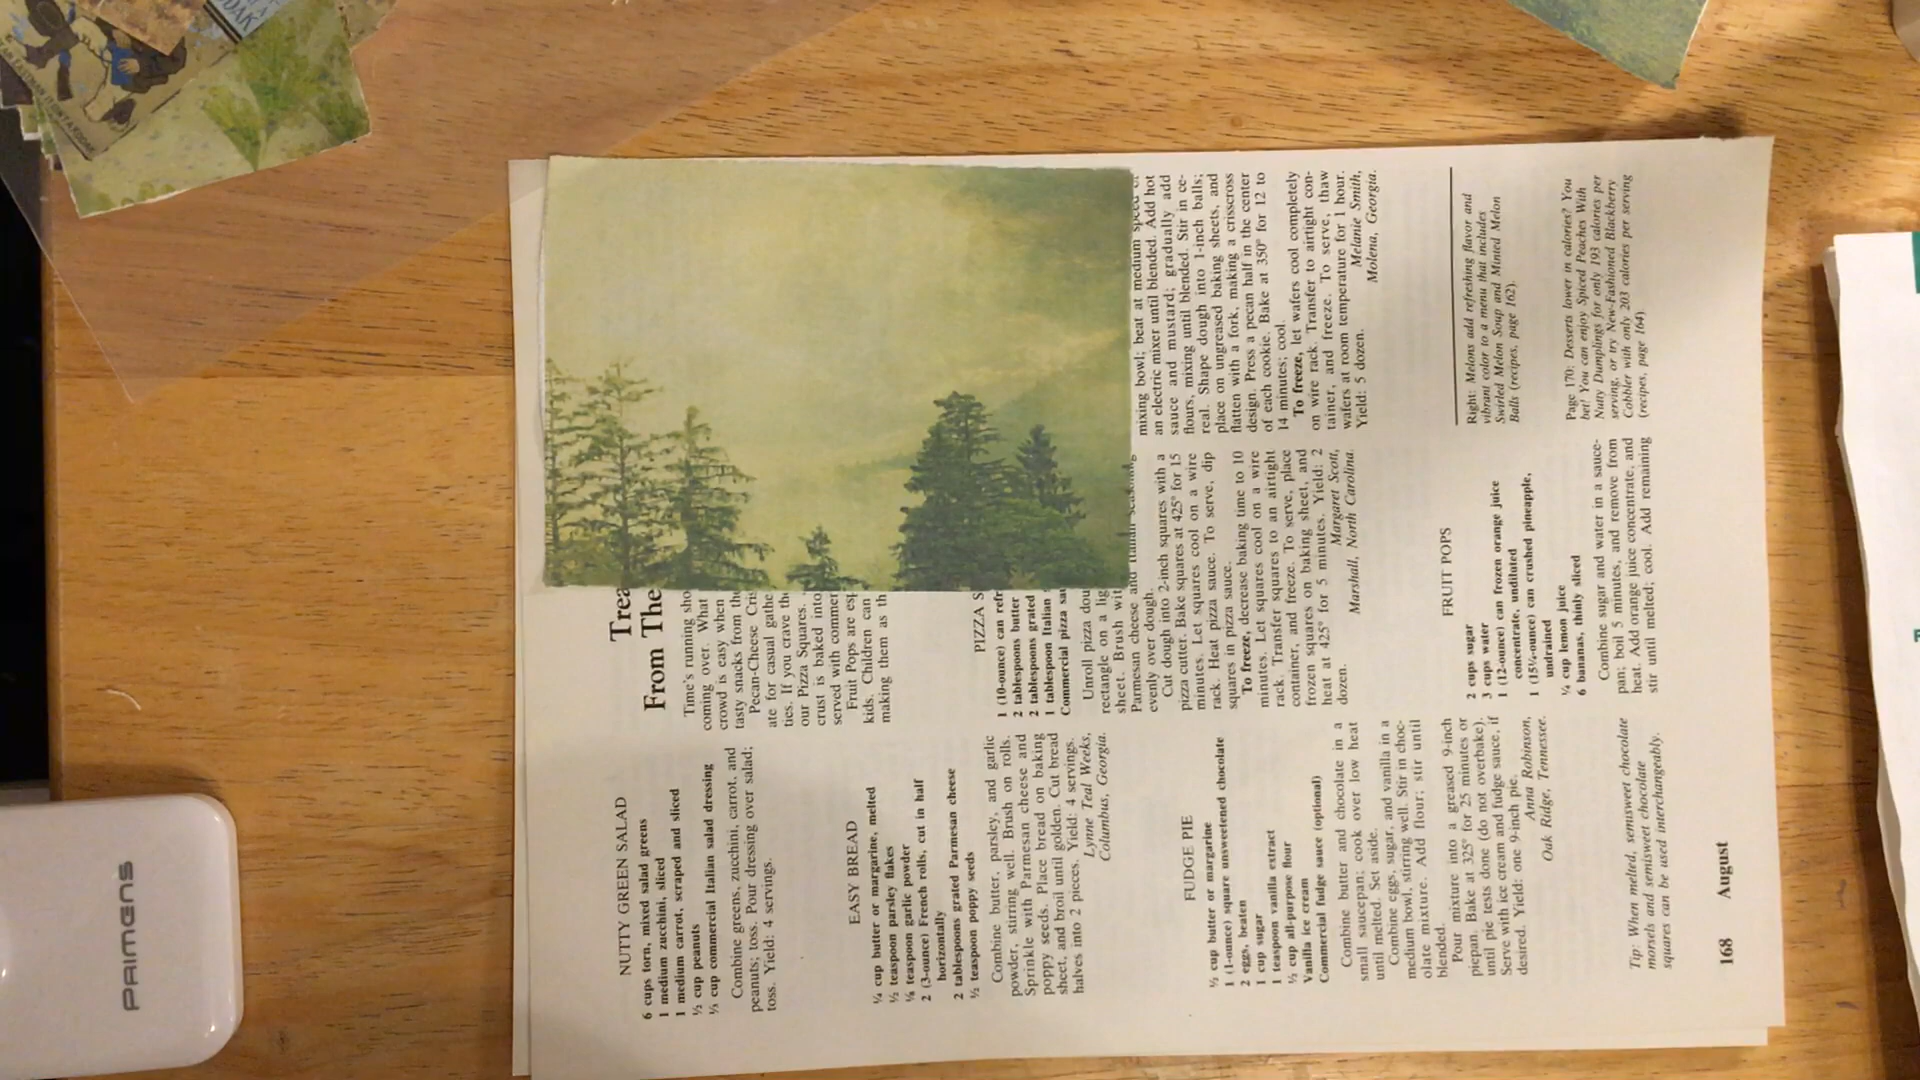 NUTTY GREEN SALAD
6 cups torn, mixed salad greens
1 medium zucchini, sliced
1 medium carrot, scraped and sliced
½ cup peanuts
⅓ cup commercial Italian salad dressing
Combine greens, zucchini, carrot, and
peanuts; toss. Pour dressing over salad;
toss. Yield: 4 servings.
EASY BREAD
¼ cup butter or margarine, melted
½ teaspoon parsley flakes
⅛ teaspoon garlic powder
2 (3-ounce) French rolls, cut in half
horizontally
2 tablespoons grated Parmesan cheese
½ teaspoon poppy seeds
Combine butter, parsley, and garlic
powder, stirring well. Brush on rolls.
Sprinkle with Parmesan cheese and
poppy seeds. Place bread on baking
sheet, and broil until golden. Cut bread
halves into 2 pieces. Yield: 4 servings.
Lynne Teal Weeks,
Columbus, Georgia.
FUDGE PIE
½ cup butter or margarine
1 (1-ounce) square unsweetened chocolate
2 eggs, beaten
1 cup sugar
1 teaspoon vanilla extract
½ cup all-purpose flour
Vanilla ice cream
Commercial fudge sauce (optional)
Combine butter and chocolate in a
small saucepan; cook over low heat
until melted. Set aside.
Combine eggs, sugar, and vanilla in a
medium bowl, stirring well. Stir in choc-
olate mixture. Add flour; stir until
blended.
Pour mixture into a greased 9-inch
piepan. Bake at 325° for 25 minutes or
until pie tests done (do not overbake).
Serve with ice cream and fudge sauce, if
desired. Yield: one 9-inch pie.
Anna Robinson,
Oak Ridge, Tennessee.
Tip: When melted, semisweet chocolate
morsels and semisweet chocolate
squares can be used interchangeably.
168 August
Trea
From The
Time's running sho
coming over. What
crowd is easy when
tasty snacks from the
Pecan-Cheese Cris
ate for casual gathe
ties. If you crave th
our Pizza Squares.
crust is baked into
served with commer
Fruit Pops are esp
kids. Children can
making them as th
PIZZA S
1 (10-ounce) can refr
2 tablespoons butter
2 tablespoons grated
1 tablespoon Italian
Commercial pizza sau
Unroll pizza dou
rectangle on a lig
sheet. Brush wit
Parmesan cheese and Italian seasoning
evenly over dough.
Cut dough into 2-inch squares with a
pizza cutter. Bake squares at 425° for 15
minutes. Let squares cool on a wire
rack. Heat pizza sauce. To serve, dip
squares in pizza sauce.
To freeze, decrease baking time to 10
minutes. Let squares cool on a wire
rack. Transfer squares to an airtight
container, and freeze. To serve, place
frozen squares on baking sheet, and
heat at 425° for 5 minutes. Yield: 2
dozen.
Margaret Scott,
Marshall, North Carolina.
FRUIT POPS
2 cups sugar
3 cups water
1 (12-ounce) can frozen orange juice
concentrate, undiluted
1 (15¼-ounce) can crushed pineapple,
undrained
¼ cup lemon juice
6 bananas, thinly sliced
Combine sugar and water in a sauce-
pan; boil 5 minutes, and remove from
heat. Add orange juice concentrate, and
stir until melted; cool. Add remaining
mixing bowl; beat at medium speed of
an electric mixer until blended. Add hot
sauce and mustard; gradually add
flours, mixing until blended. Stir in ce-
real. Shape dough into 1-inch balls;
place on ungreased baking sheets, and
flatten with a fork, making a crisscross
design. Press a pecan half in the center
of each cookie. Bake at 350° for 12 to
14 minutes; cool.
To freeze, let wafers cool completely
on wire rack. Transfer to airtight con-
tainer, and freeze. To serve, thaw
wafers at room temperature for 1 hour.
Yield: 5 dozen.
Melanie Smith,
Molena, Georgia.
Right: Melons add refreshing flavor and
vibrant color to a menu that includes
Swirled Melon Soup and Minted Melon
Balls (recipes, page 162).
Page 170: Desserts lower in calories? You
bet! You can enjoy Spiced Peaches With
Nutty Dumplings for only 193 calories per
serving, or try New-Fashioned Blackberry
Cobbler with only 203 calories per serving
(recipes, page 164).
PRIMENS